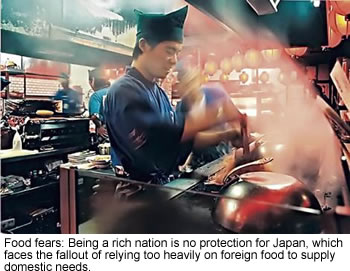 Food fears: Being a rich nation is no protection for Japan, which
faces the fallout of relying too heavily on foreign food to supply
domestic needs.